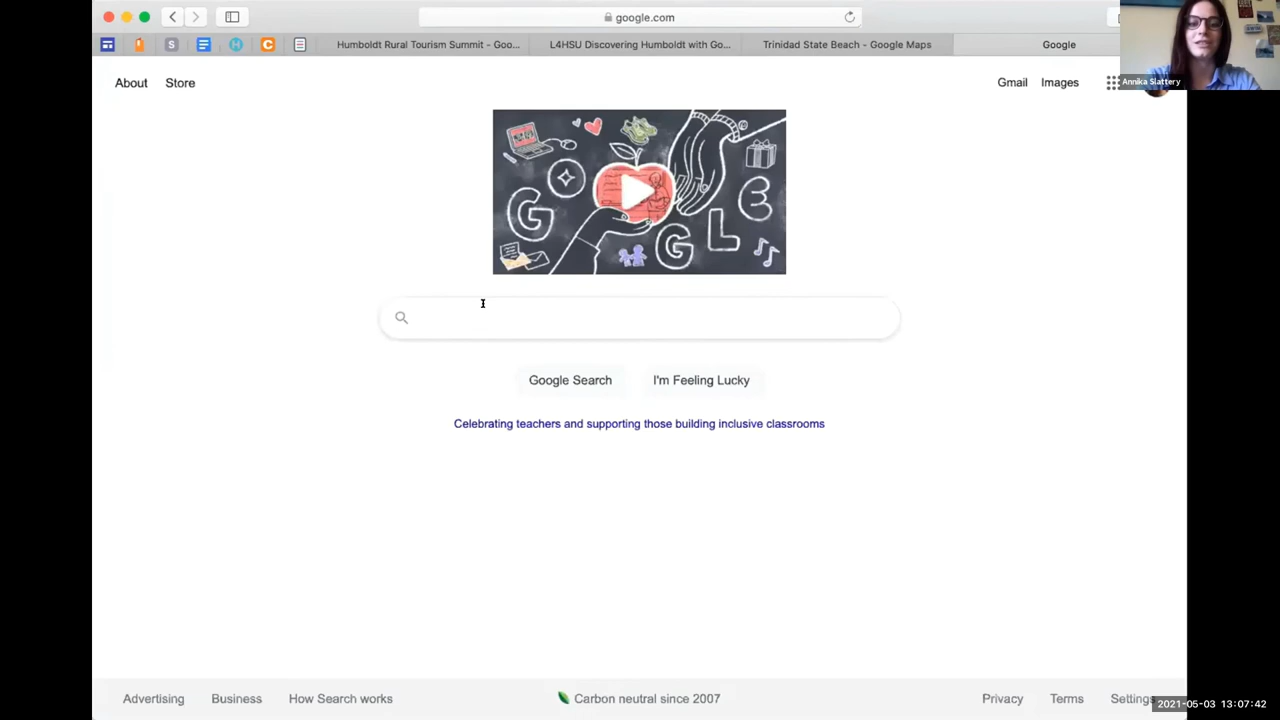 google.com
S
H
C
Humboldt Rural Tourism Summit - Goo...
L4HSU Discovering Humboldt with Go...
Trinidad State Beach - Google Maps
Google
Annika Slattery
About
Store
Gmail
Images
G
G
L
E
Google Search
I'm Feeling Lucky
Celebrating teachers and supporting those building inclusive classrooms
Advertising
Business
How Search works
Carbon neutral since 2007
Privacy
Terms
Settings
2021-05-03 13:07:42